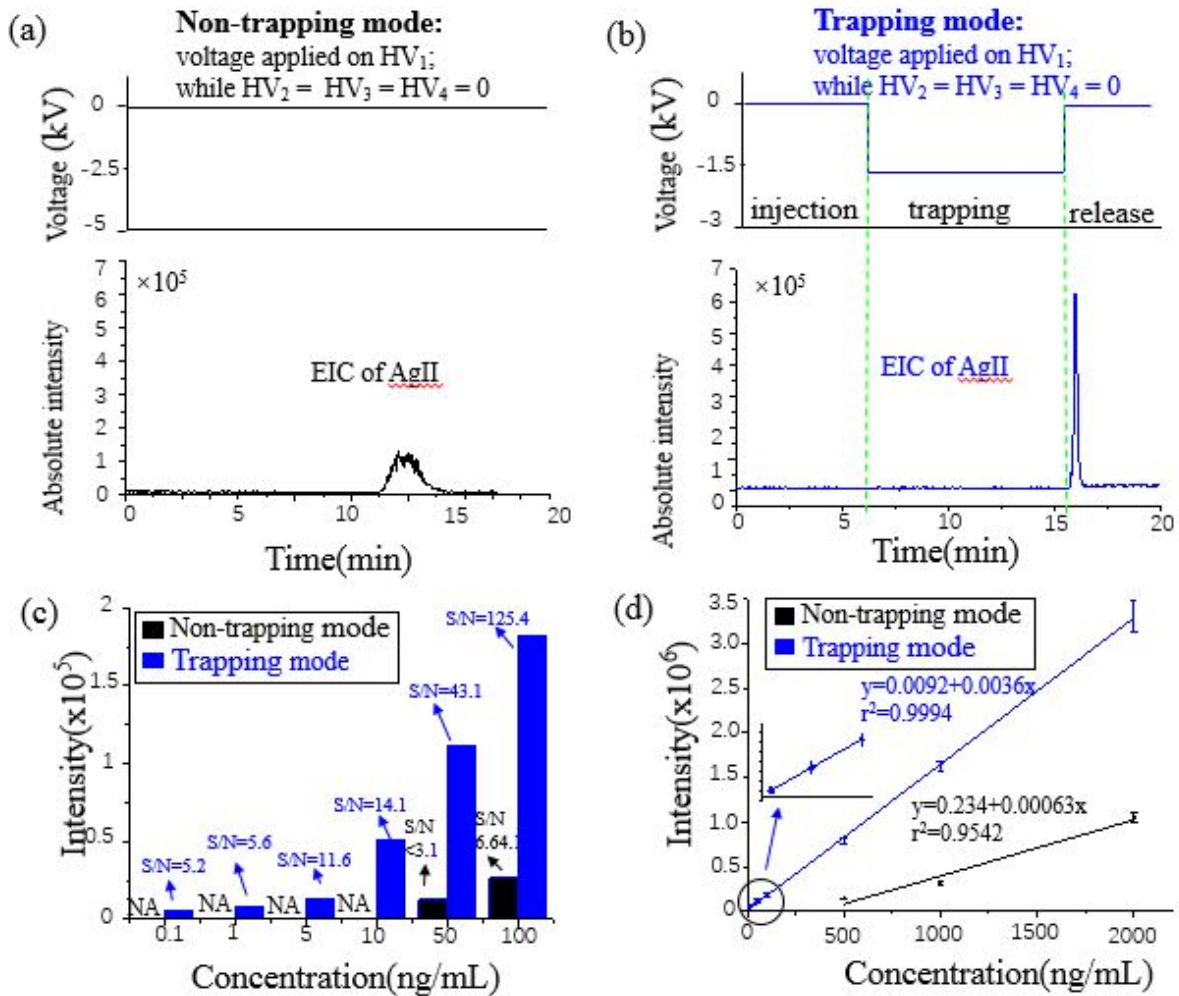 (a)
Non-trapping mode:
voltage applied on HV₁;
while HV₂ = HV₃ = HV₄ = 0
Voltage (kV)
0
-2.5
-5
Absolute intensity
7
6
5
4
3
2
1
0
×10⁵
EIC of AgII
0 5 10 15 20
Time(min)
(b)
Trapping mode:
voltage applied on HV₁;
while HV₂ = HV₃ = HV₄ = 0
Voltage (kV)
0
-1.5
-3
injection trapping release
Absolute intensity
7
6
5
4
3
2
1
0
×10⁵
EIC of AgII
0 5 10 15 20
Time(min)
(c)
Intensity(x10⁵)
2
1.5
1
0.5
0
Non-trapping mode
Trapping mode
S/N=125.4
S/N=43.1
S/N=14.1
S/N
<3.1
S/N
6.64.1
S/N=5.2
S/N=5.6
S/N=11.6
NA NA NA NA
0.1 1 5 10 50 100
Concentration(ng/mL)
(d)
Intensity(x10⁶)
3.5
3.0
2.5
2.0
1.5
1.0
0.5
0
Non-trapping mode
Trapping mode
y=0.0092+0.0036x
r²=0.9994
y=0.234+0.00063x
r²=0.9542
0 500 1000 1500 2000
Concentration(ng/mL)